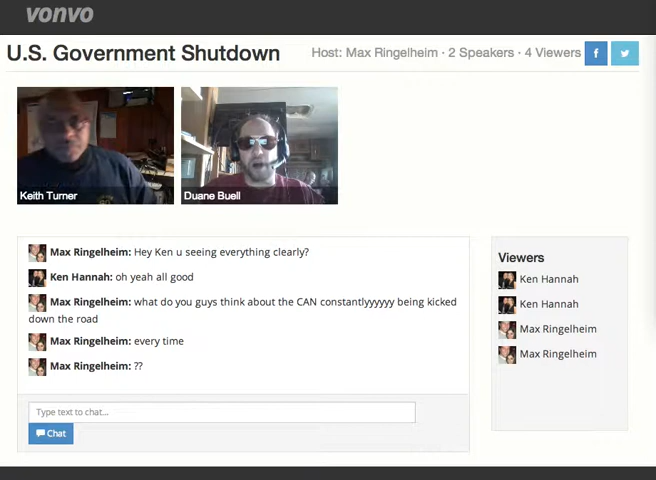 vonvo
U.S. Government Shutdown
Host: Max Ringelheim · 2 Speakers · 4 Viewers
f
Keith Turner
Duane Buell
Max Ringelheim: Hey Ken u seeing everything clearly?
Ken Hannah: oh yeah all good
Max Ringelheim: what do you guys think about the CAN constantlyyyyyy being kicked
down the road
Max Ringelheim: every time
Max Ringelheim: ??
Type text to chat...
Chat
Viewers
Ken Hannah
Ken Hannah
Max Ringelheim
Max Ringelheim